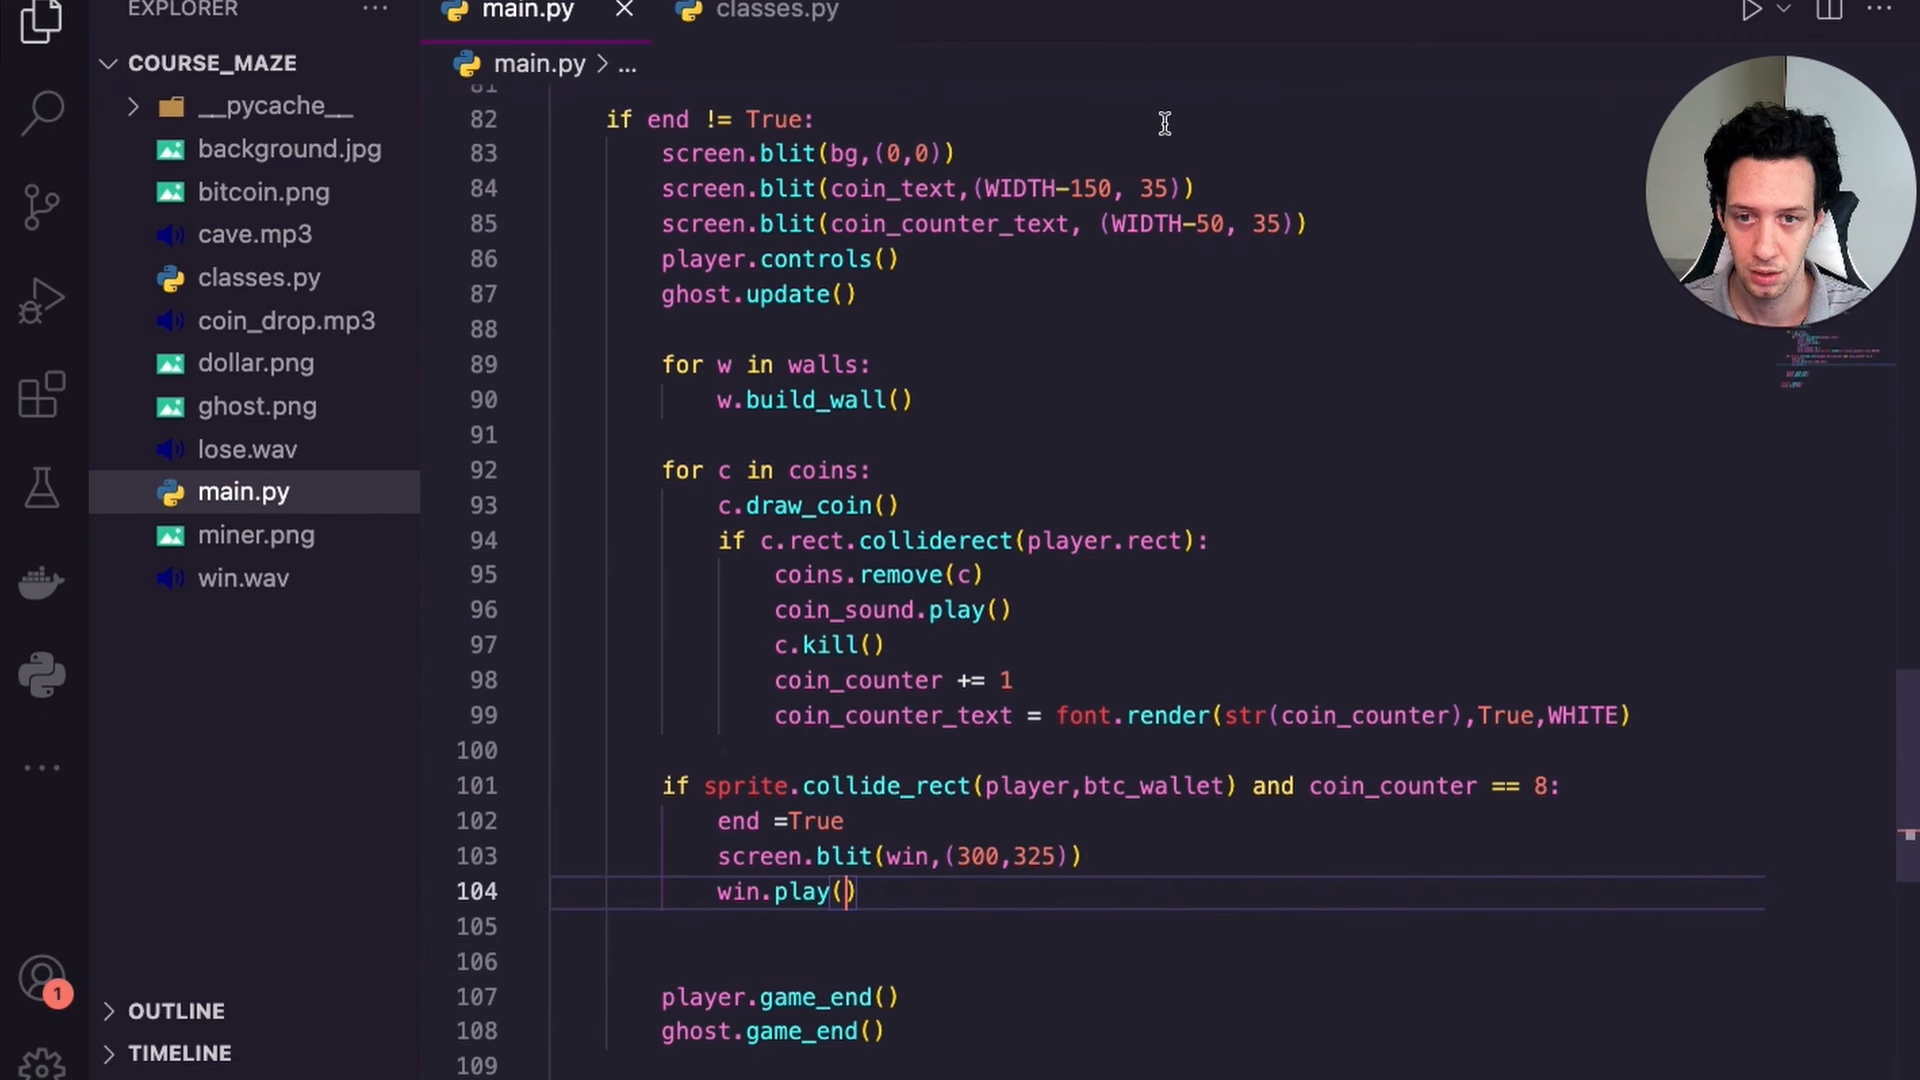 EXPLORER
COURSE_MAZE
__pycache__
background.jpg
bitcoin.png
cave.mp3
classes.py
coin_drop.mp3
dollar.png
ghost.png
lose.wav
main.py
miner.png
win.wav
1
OUTLINE
TIMELINE
main.py
classes.py
main.py > ...
81
82 if end != True:
83 screen.blit(bg,(0,0))
84 screen.blit(coin_text,(WIDTH-150, 35))
85 screen.blit(coin_counter_text, (WIDTH-50, 35))
86 player.controls()
87 ghost.update()
88
89 for w in walls:
90 w.build_wall()
91
92 for c in coins:
93 c.draw_coin()
94 if c.rect.colliderect(player.rect):
95 coins.remove(c)
96 coin_sound.play()
97 c.kill()
98 coin_counter += 1
99 coin_counter_text = font.render(str(coin_counter),True,WHITE)
100
101 if sprite.collide_rect(player,btc_wallet) and coin_counter == 8:
102 end =True
103 screen.blit(win,(300,325))
104 win.play()
105
106
107 player.game_end()
108 ghost.game_end()
109